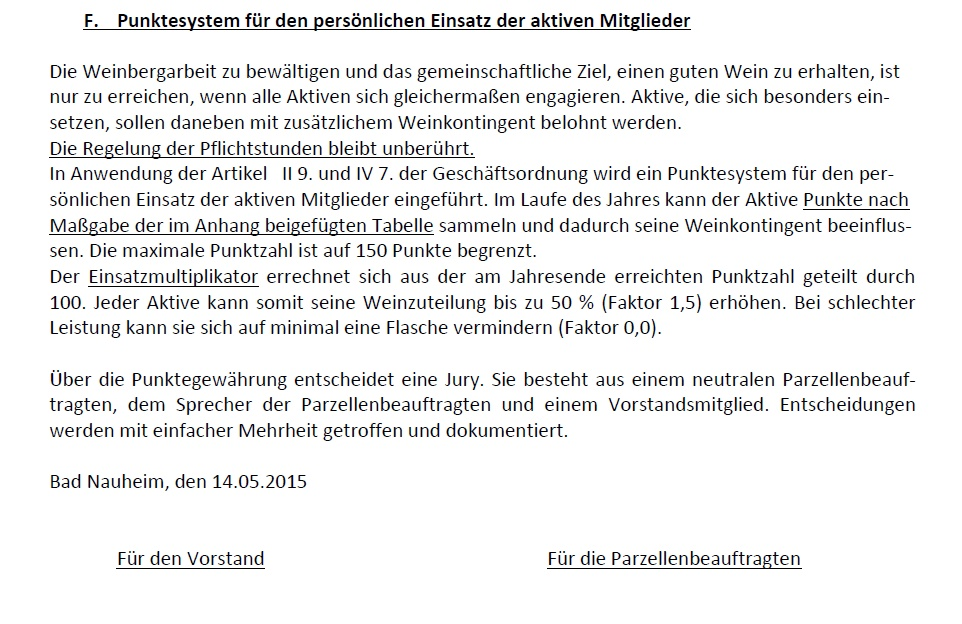 F. Punktesystem für den persönlichen Einsatz der aktiven Mitglieder
Die Weinbergarbeit zu bewältigen und das gemeinschaftliche Ziel, einen guten Wein zu erhalten, ist
nur zu erreichen, wenn alle Aktiven sich gleichermaßen engagieren. Aktive, die sich besonders ein-
setzen, sollen daneben mit zusätzlichem Weinkontingent belohnt werden.
Die Regelung der Pflichtstunden bleibt unberührt.
In Anwendung der Artikel II 9. und IV 7. der Geschäftsordnung wird ein Punktesystem für den per-
sönlichen Einsatz der aktiven Mitglieder eingeführt. Im Laufe des Jahres kann der Aktive Punkte nach
Maßgabe der im Anhang beigefügten Tabelle sammeln und dadurch seine Weinkontingent beeinflus-
sen. Die maximale Punktzahl ist auf 150 Punkte begrenzt.
Der Einsatzmultiplikator errechnet sich aus der am Jahresende erreichten Punktzahl geteilt durch
100. Jeder Aktive kann somit seine Weinzuteilung bis zu 50 % (Faktor 1,5) erhöhen. Bei schlechter
Leistung kann sie sich auf minimal eine Flasche vermindern (Faktor 0,0).
Über die Punktegewährung entscheidet eine Jury. Sie besteht aus einem neutralen Parzellenbeauf-
tragten, dem Sprecher der Parzellenbeauftragten und einem Vorstandsmitglied. Entscheidungen
werden mit einfacher Mehrheit getroffen und dokumentiert.
Bad Nauheim, den 14.05.2015
Für den Vorstand Für die Parzellenbeauftragten